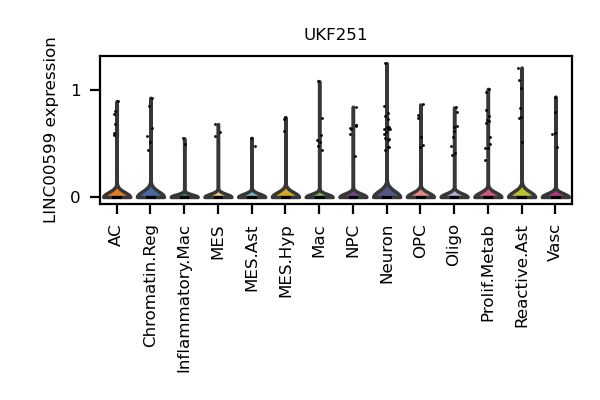 UKF251
LINC00599 expression
1
0
AC
Chromatin.Reg
Inflammatory.Mac
MES
MES.Ast
MES.Hyp
Mac
NPC
Neuron
OPC
Oligo
Prolif.Metab
Reactive.Ast
Vasc